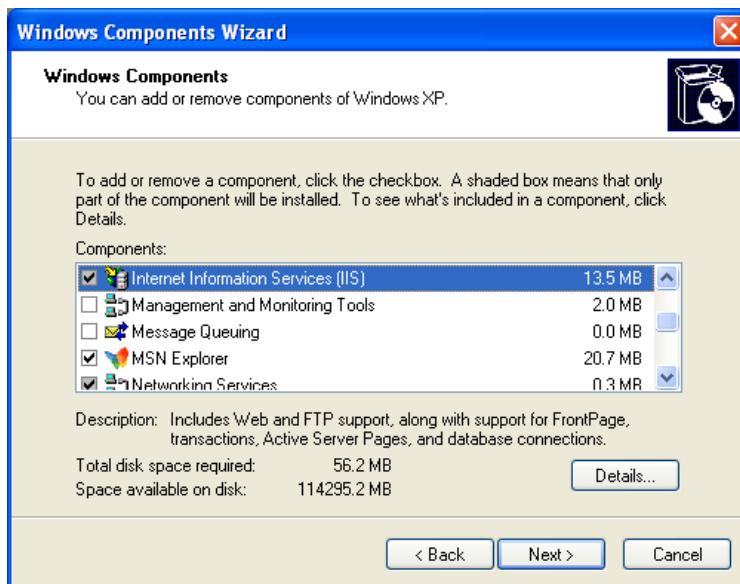 Windows Components Wizard
Windows Components
You can add or remove components of Windows XP.
To add or remove a component, click the checkbox. A shaded box means that only
part of the component will be installed. To see what's included in a component, click
Details.
Components:
Internet Information Services (IIS) 13.5 MB
Management and Monitoring Tools 2.0 MB
Message Queuing 0.0 MB
MSN Explorer 20.7 MB
Networking Services 0.3 MB
Description: Includes Web and FTP support, along with support for FrontPage,
transactions, Active Server Pages, and database connections.
Total disk space required: 56.2 MB
Space available on disk: 114295.2 MB
Details...
< Back Next > Cancel